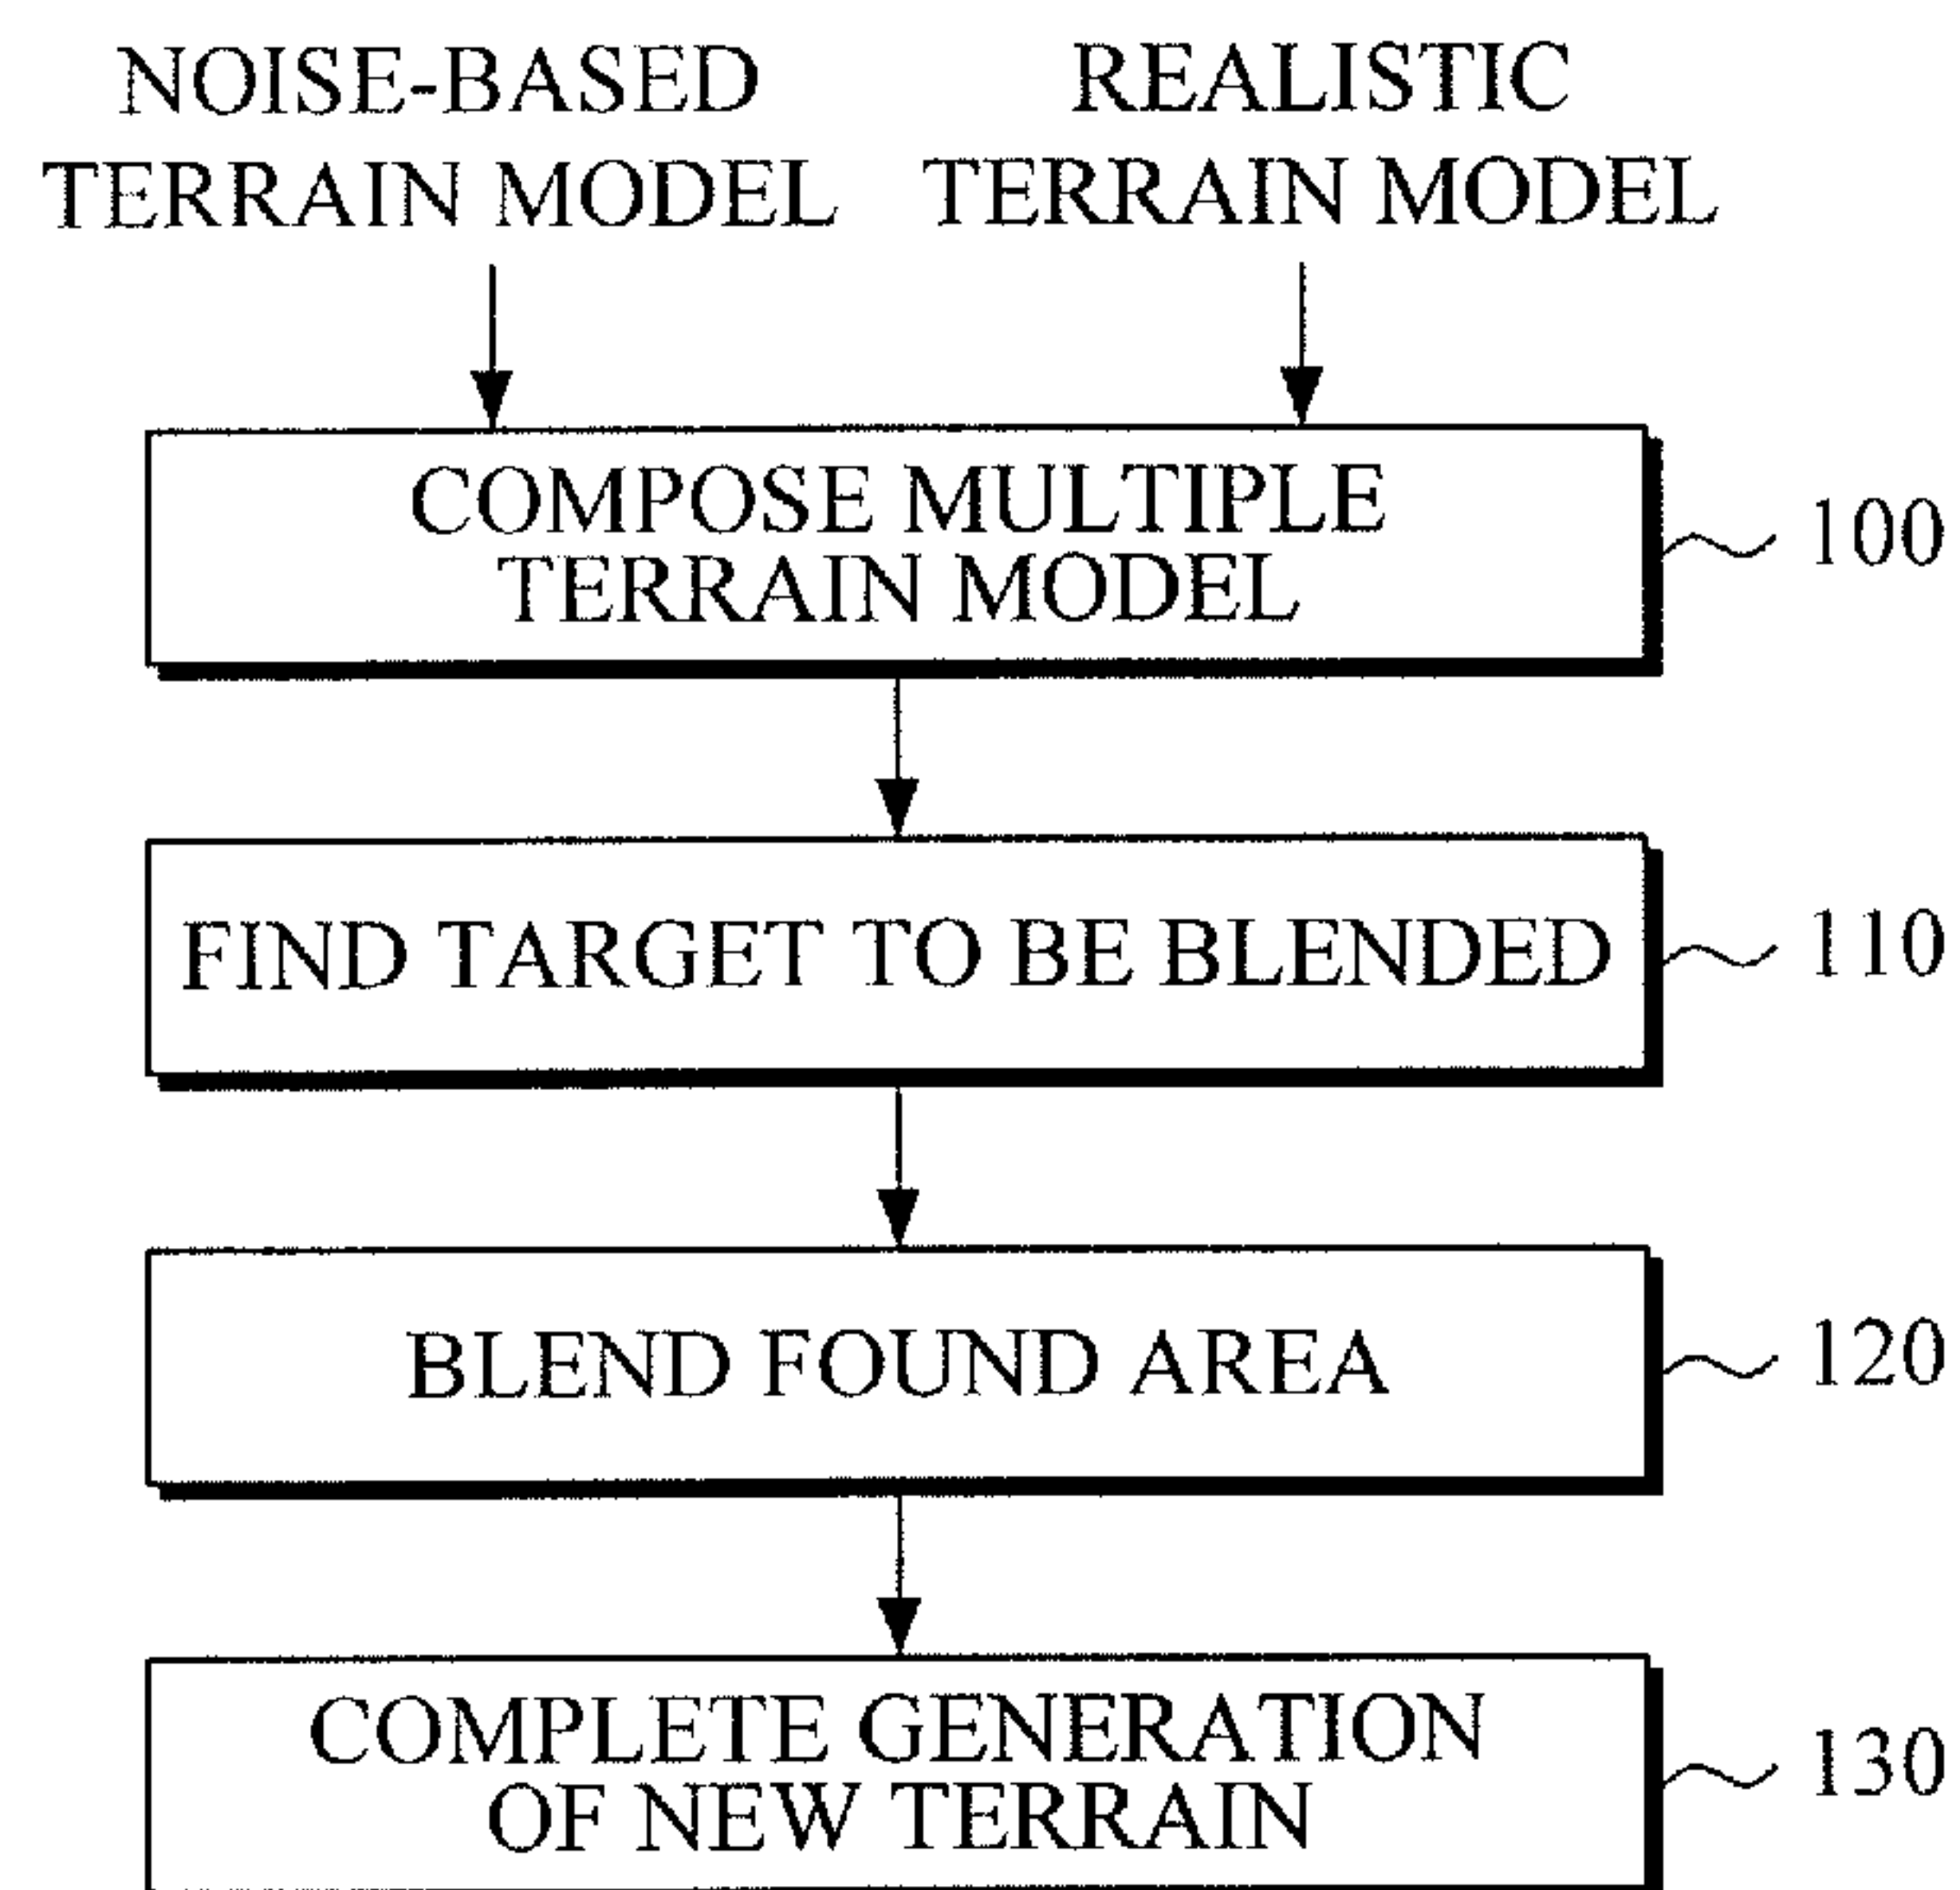 NOISE-BASED
TERRAIN MODEL
REALISTIC
TERRAIN MODEL
COMPOSE MULTIPLE
TERRAIN MODEL
100
FIND TARGET TO BE BLENDED
110
BLEND FOUND AREA
120
COMPLETE GENERATION
OF NEW TERRAIN
130